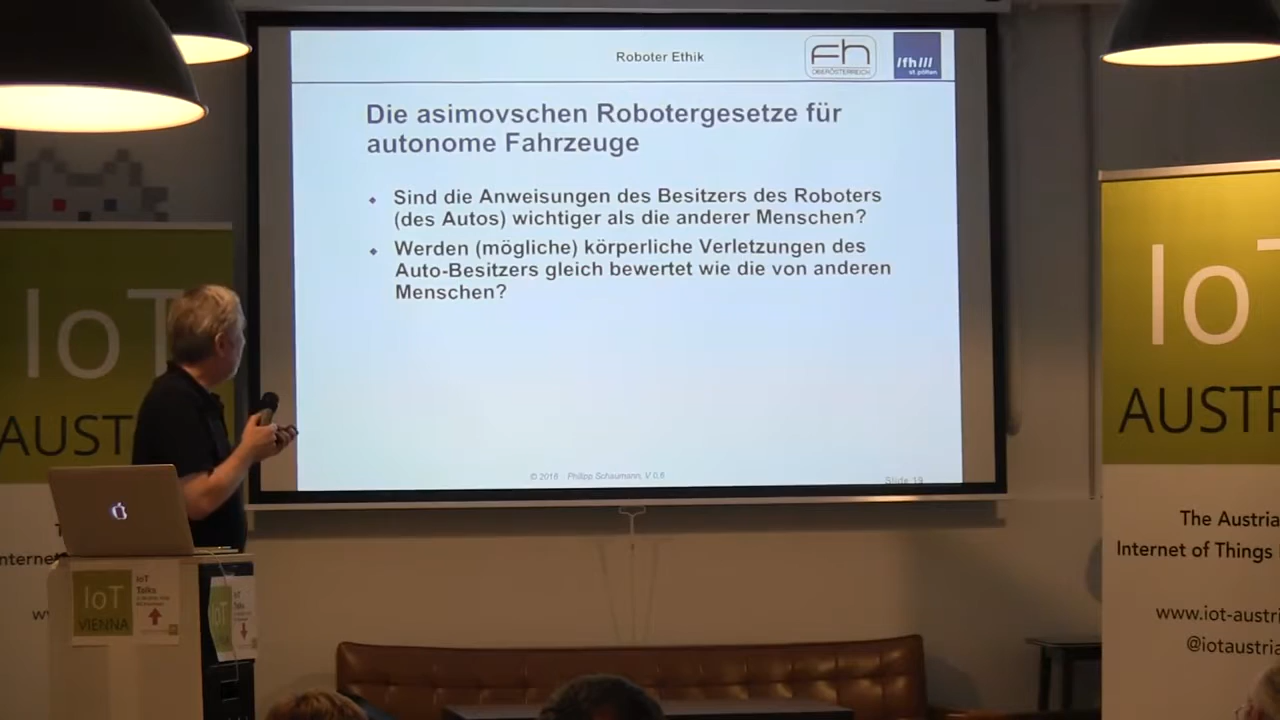 Roboter Ethik
Fh
OBERÖSTERREICH
/fh///
st.pölten
Die asimovschen Robotergesetze für
autonome Fahrzeuge
Sind die Anweisungen des Besitzers des Roboters
(des Autos) wichtiger als die anderer Menschen?
Werden (mögliche) körperliche Verletzungen des
Auto-Besitzers gleich bewertet wie die von anderen
Menschen?
Philipp Schaumann, V 0.6
Slide 19
IoT
AUST
IoT
AUSTR
The Austria
Internet of Things
www.iot-austri
@iotaustria
IoT
VIENNA
IoT
Talks
IoT